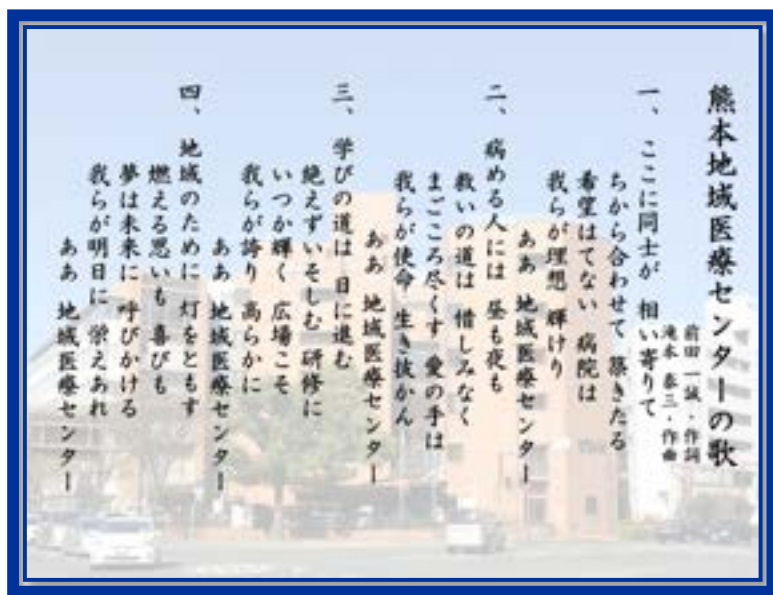 熊本地域医療センターの歌
前田 一誠・作詞
滝本 泰三・作曲
一、 ここに同士が 相い寄りて
ちから合わせて 築きたる
希望はてない 病院は
我らが理想 輝けり
ああ 地域医療センター
二、 病める人には 昼も夜も
救いの道は 惜しみなく
まごころ尽くす 愛の手は
我らが使命 生き抜かん
ああ 地域医療センター
三、 学びの道は 日に進む
絶えずいそしむ 研修に
いつか輝く 広場こそ
我らが誇り 高らかに
ああ 地域医療センター
四、 地域のために 灯をともす
燃える思いも 喜びも
夢は未来に 呼びかける
我らが明日に 栄えあれ
ああ 地域医療センター